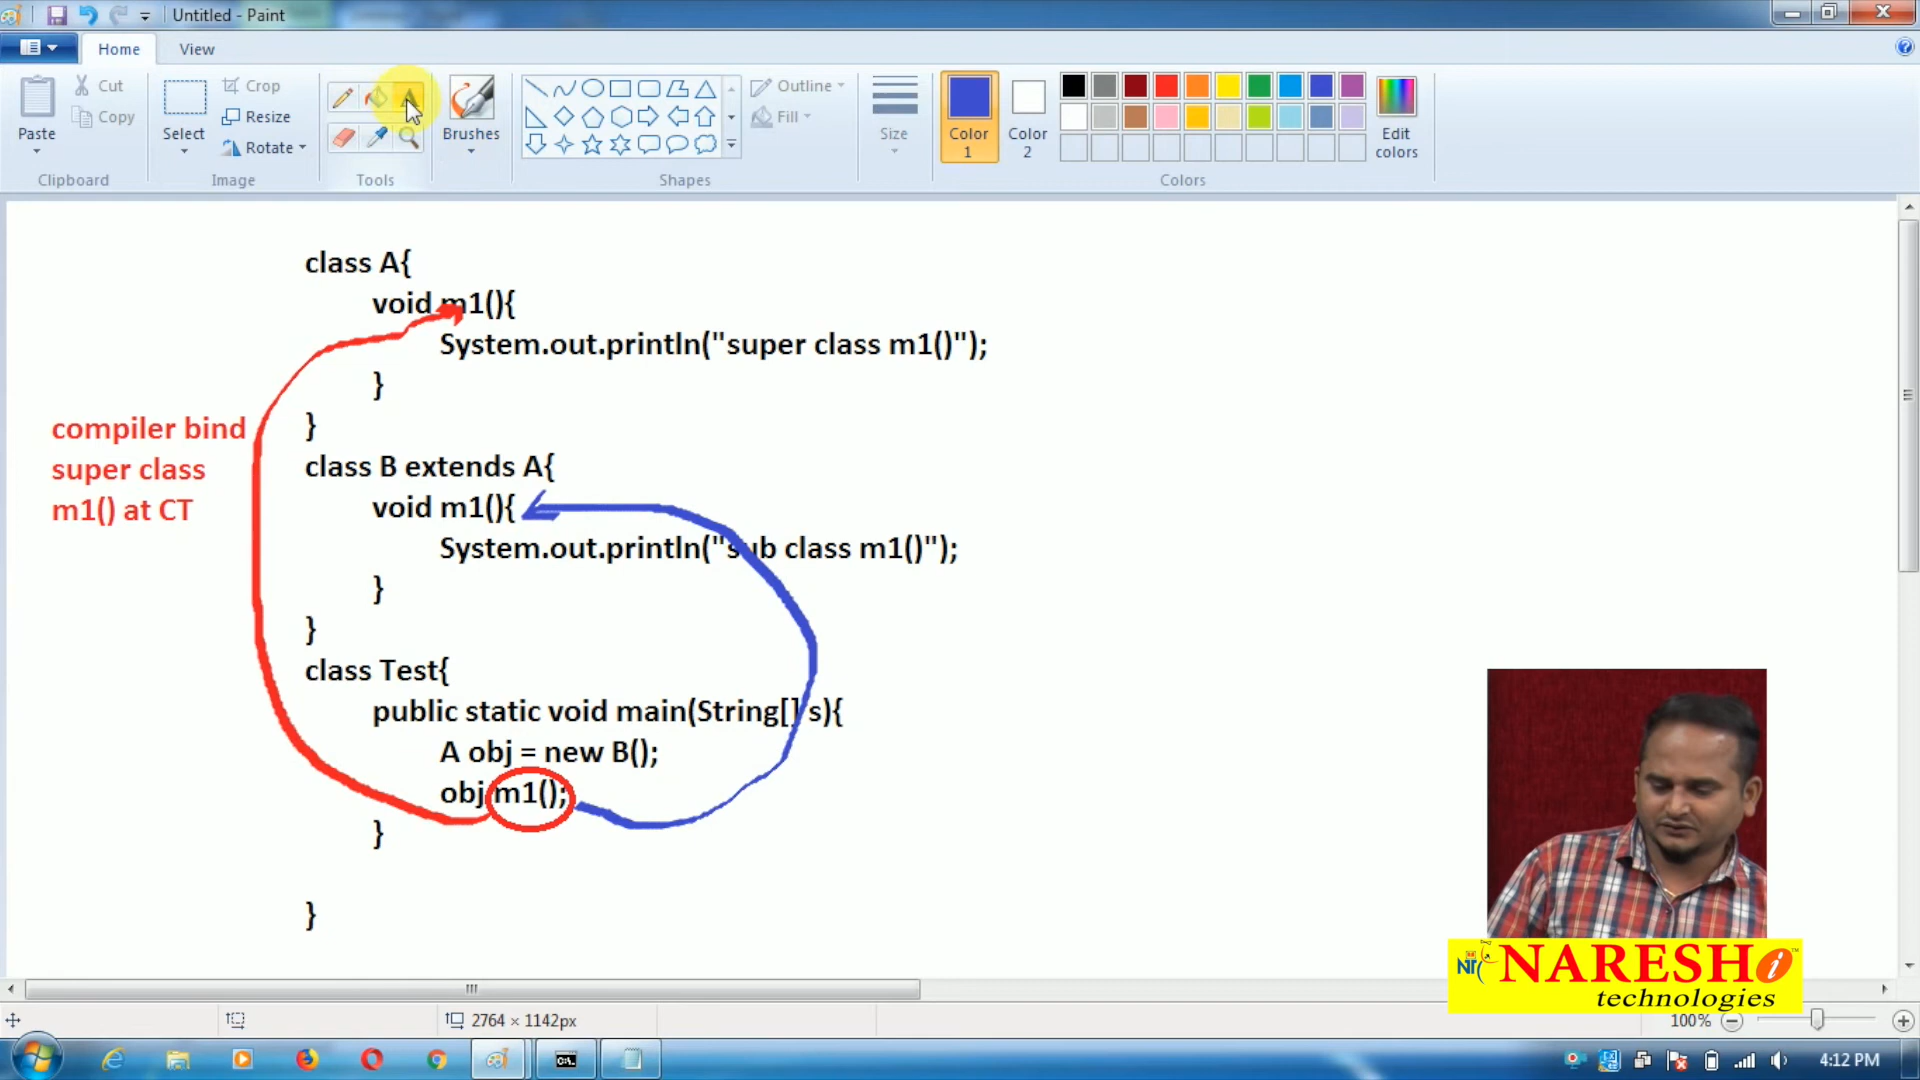 Untitled - Paint
Home View
Paste
Cut
Copy
Clipboard
Select
Crop
Resize
Rotate
Image
Tools
Brushes
Shapes
Outline
Fill
Size
Color 1
Color 2
Edit colors
Colors
class A{
void m1(){
System.out.println("super class m1()");
}
}
class B extends A{
void m1(){
System.out.println("sub class m1()");
}
}
class Test{
public static void main(String[] s){
A obj = new B();
obj.m1();
}
}
compiler bind
super class
m1() at CT
NARESH i
technologies
2764 × 1142px
100%
4:12 PM